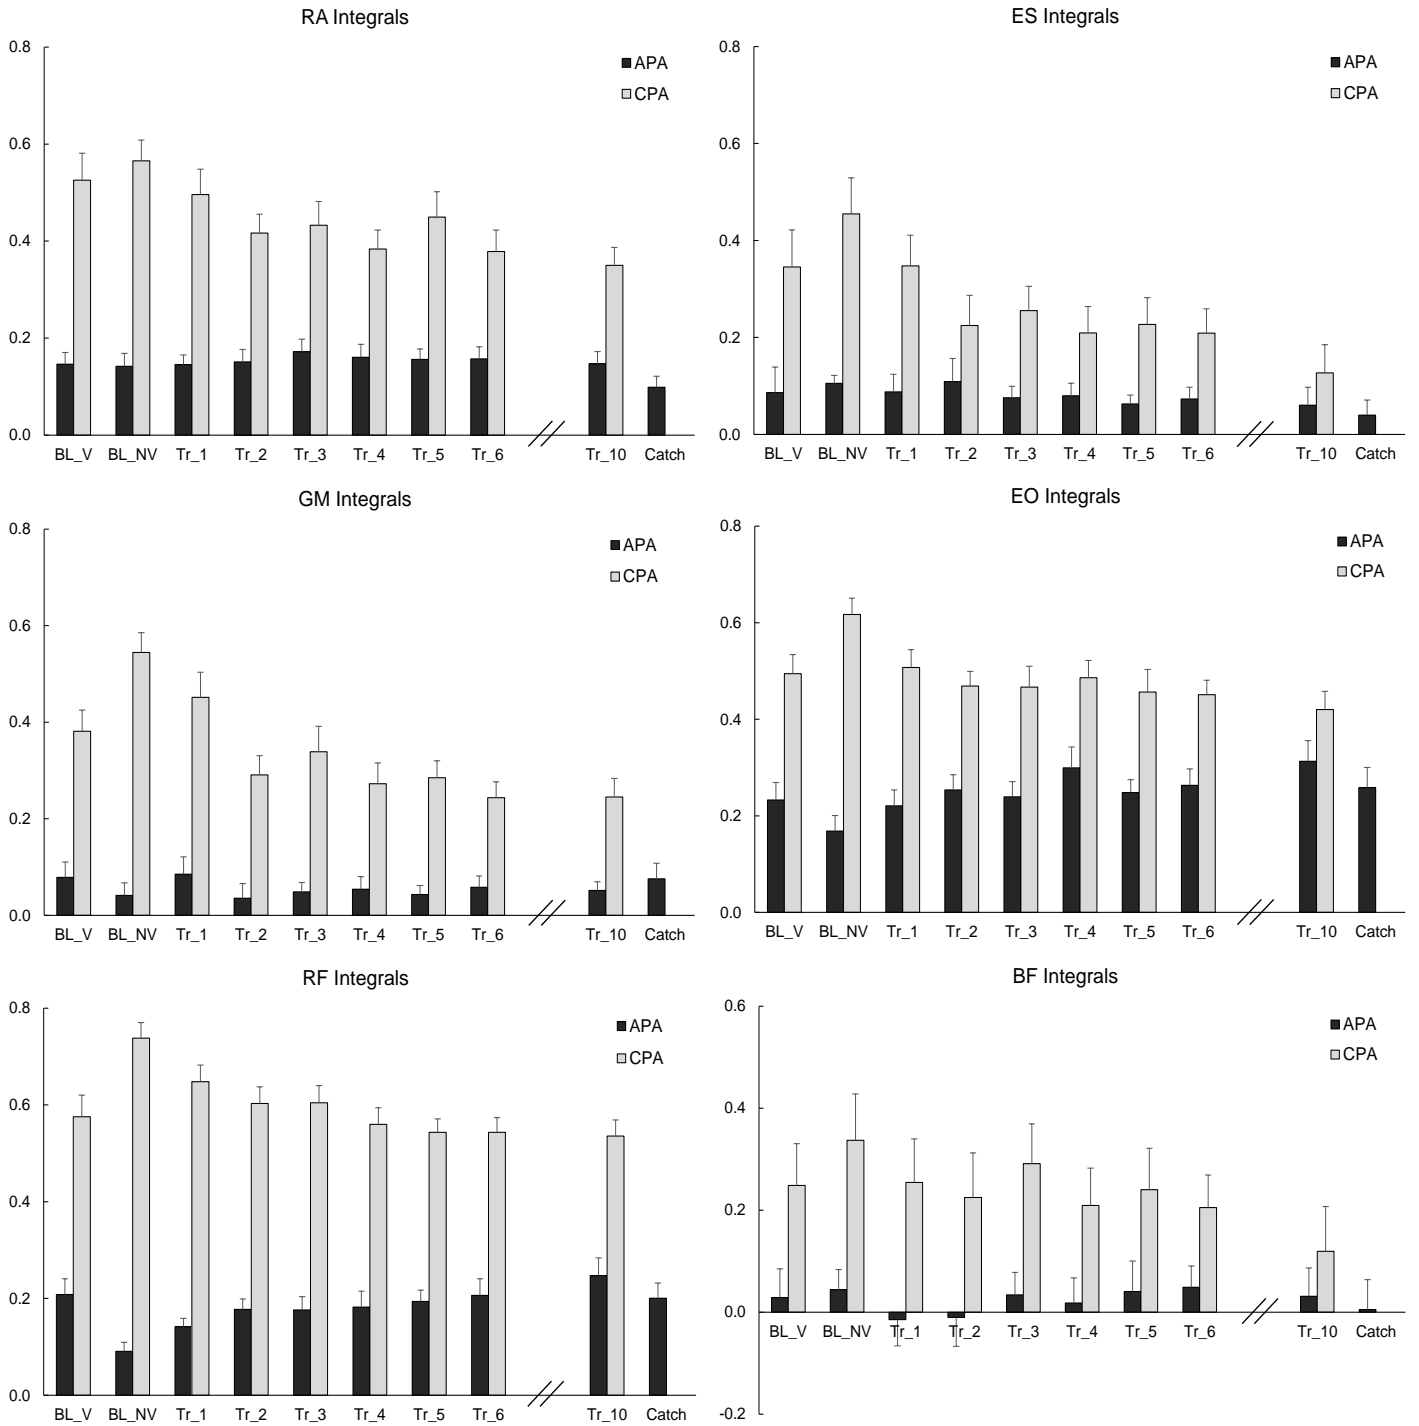 RA Integrals
0.8
0.6
0.4
0.2
0.0
APA
CPA
BL_V BL_NV Tr_1 Tr_2 Tr_3 Tr_4 Tr_5 Tr_6 Tr_10 Catch
ES Integrals
0.8
0.6
0.4
0.2
0.0
APA
CPA
BL_V BL_NV Tr_1 Tr_2 Tr_3 Tr_4 Tr_5 Tr_6 Tr_10 Catch
GM Integrals
0.8
0.6
0.4
0.2
0.0
APA
CPA
BL_V BL_NV Tr_1 Tr_2 Tr_3 Tr_4 Tr_5 Tr_6 Tr_10 Catch
EO Integrals
0.8
0.6
0.4
0.2
0.0
APA
CPA
BL_V BL_NV Tr_1 Tr_2 Tr_3 Tr_4 Tr_5 Tr_6 Tr_10 Catch
RF Integrals
0.8
0.6
0.4
0.2
0.0
APA
CPA
BL_V BL_NV Tr_1 Tr_2 Tr_3 Tr_4 Tr_5 Tr_6 Tr_10 Catch
BF Integrals
0.6
0.4
0.2
0.0
-0.2
APA
CPA
BL_V BL_NV Tr_1 Tr_2 Tr_3 Tr_4 Tr_5 Tr_6 Tr_10 Catch